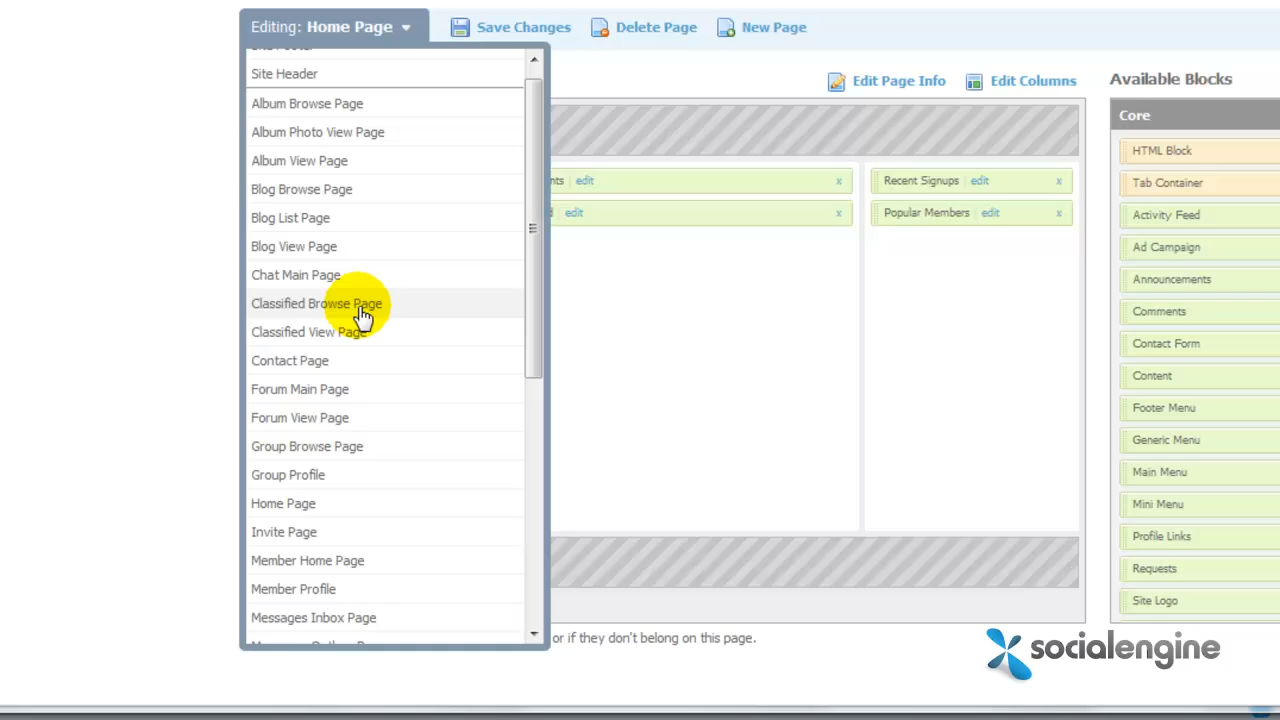 Editing: Home Page
Save Changes
Delete Page
New Page
Site Header
Album Browse Page
Album Photo View Page
Album View Page
Blog Browse Page
Blog List Page
Blog View Page
Chat Main Page
Classified Browse Page
Classified View Page
Contact Page
Forum Main Page
Forum View Page
Group Browse Page
Group Profile
Home Page
Invite Page
Member Home Page
Member Profile
Messages Inbox Page
Edit Page Info
Edit Columns
edit x
edit x
Recent Signups | edit x
Popular Members | edit x
or if they don't belong on this page.
Available Blocks
Core
HTML Block
Tab Container
Activity Feed
Ad Campaign
Announcements
Comments
Contact Form
Content
Footer Menu
Generic Menu
Main Menu
Mini Menu
Profile Links
Requests
Site Logo
socialengine